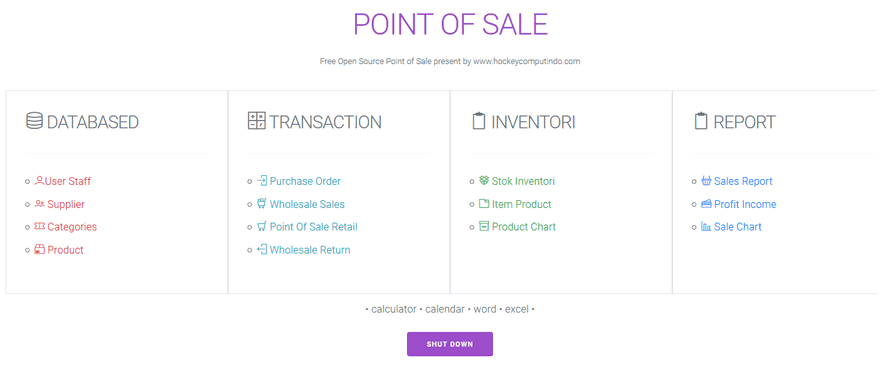 POINT OF SALE
Free Open Source Point of Sale present by www.hockeycomputindo.com
DATABASED
User Staff
Supplier
Categories
Product
TRANSACTION
Purchase Order
Wholesale Sales
Point Of Sale Retail
Wholesale Return
INVENTORI
Stok Inventori
Item Product
Product Chart
REPORT
Sales Report
Profit Income
Sale Chart
• calculator • calendar • word • excel •
SHUT DOWN